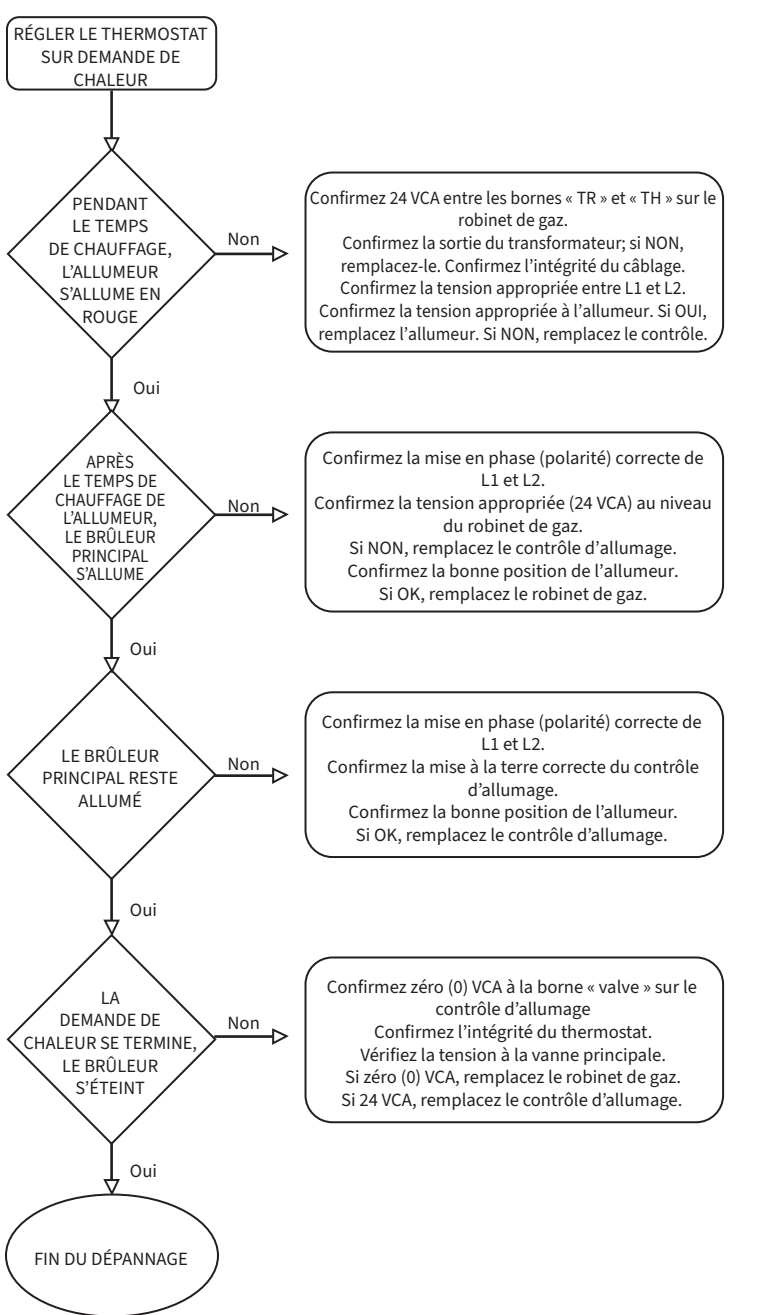 RÉGLER LE THERMOSTAT
SUR DEMANDE DE
CHALEUR
PENDANT
LE TEMPS
DE CHAUFFAGE,
L’ALLUMEUR
S’ALLUME EN
ROUGE
Non
Confirmez 24 VCA entre les bornes « TR » et « TH » sur le
robinet de gaz.
Confirmez la sortie du transformateur; si NON,
remplacez-le. Confirmez l’intégrité du câblage.
Confirmez la tension appropriée entre L1 et L2.
Confirmez la tension appropriée à l’allumeur. Si OUI,
remplacez l’allumeur. Si NON, remplacez le contrôle.
Oui
APRÈS
LE TEMPS DE
CHAUFFAGE DE
L’ALLUMEUR,
LE BRÛLEUR
PRINCIPAL
S’ALLUME
Non
Confirmez la mise en phase (polarité) correcte de
L1 et L2.
Confirmez la tension appropriée (24 VCA) au niveau
du robinet de gaz.
Si NON, remplacez le contrôle d’allumage.
Confirmez la bonne position de l’allumeur.
Si OK, remplacez le robinet de gaz.
Oui
LE BRÛLEUR
PRINCIPAL RESTE
ALLUMÉ
Non
Confirmez la mise en phase (polarité) correcte de
L1 et L2.
Confirmez la mise à la terre correcte du contrôle
d’allumage.
Confirmez la bonne position de l’allumeur.
Si OK, remplacez le contrôle d’allumage.
Oui
LA
DEMANDE DE
CHALEUR SE TERMINE,
LE BRÛLEUR
S’ÉTEINT
Non
Confirmez zéro (0) VCA à la borne « valve » sur le
contrôle d’allumage
Confirmez l’intégrité du thermostat.
Vérifiez la tension à la vanne principale.
Si zéro (0) VCA, remplacez le robinet de gaz.
Si 24 VCA, remplacez le contrôle d’allumage.
Oui
FIN DU DÉPANNAGE